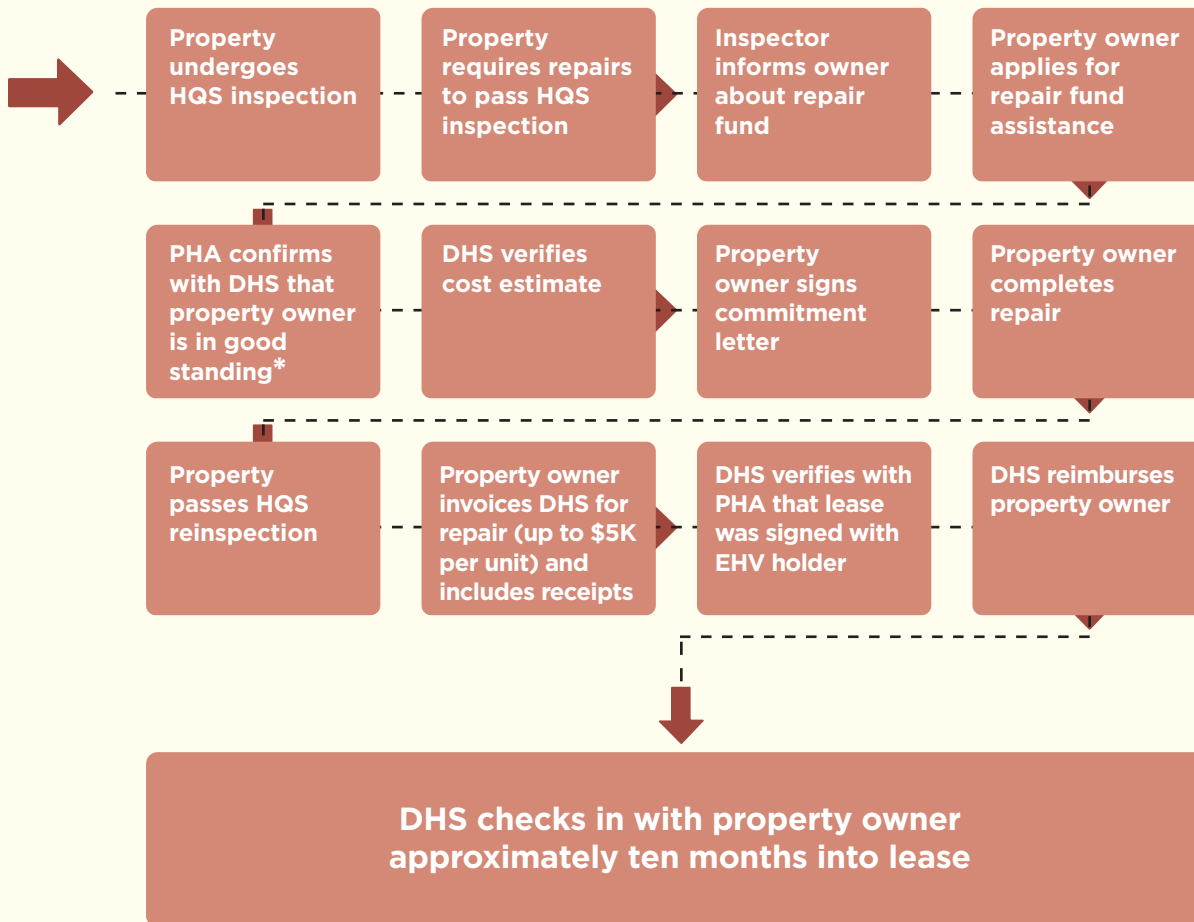 Property
undergoes
HQS inspection
Property
requires repairs
to pass HQS
inspection
Inspector
informs owner
about repair
fund
Property owner
applies for
repair fund
assistance
PHA confirms
with DHS that
property owner
is in good
standing*
DHS verifies
cost estimate
Property
owner signs
commitment
letter
Property owner
completes
repair
Property
passes HQS
reinspection
Property owner
invoices DHS for
repair (up to $5K
per unit) and
includes receipts
DHS verifies with
PHA that lease
was signed with
EHV holder
DHS reimburses
property owner
DHS checks in with property owner
approximately ten months into lease